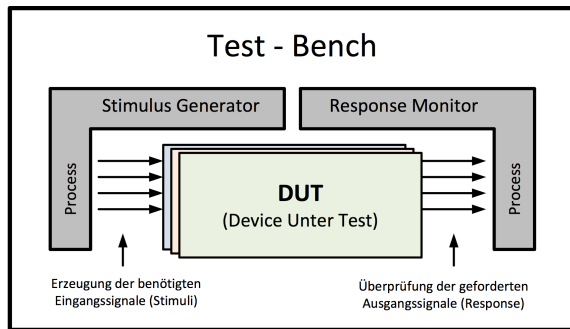 Test - Bench
Stimulus Generator
Response Monitor
Process
DUT
(Device Unter Test)
Process
Erzeugung der benötigten
Eingangssignale (Stimuli)
Überprüfung der geforderten
Ausgangssignale (Response)